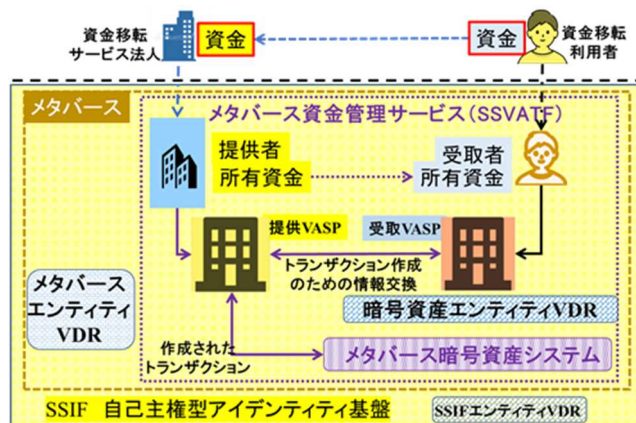 資金移転
サービス法人
資金
資金
資金移転
利用者
メタバース
メタバース資金管理サービス(SSVATF)
提供者
所有資金
受取者
所有資金
提供VASP
受取VASP
トランザクション作成
のための情報交換
メタバース
エンティティ
VDR
暗号資産エンティティVDR
作成された
トランザクション
メタバース暗号資産システム
SSIF 自己主権型アイデンティティ基盤
SSIFエンティティVDR